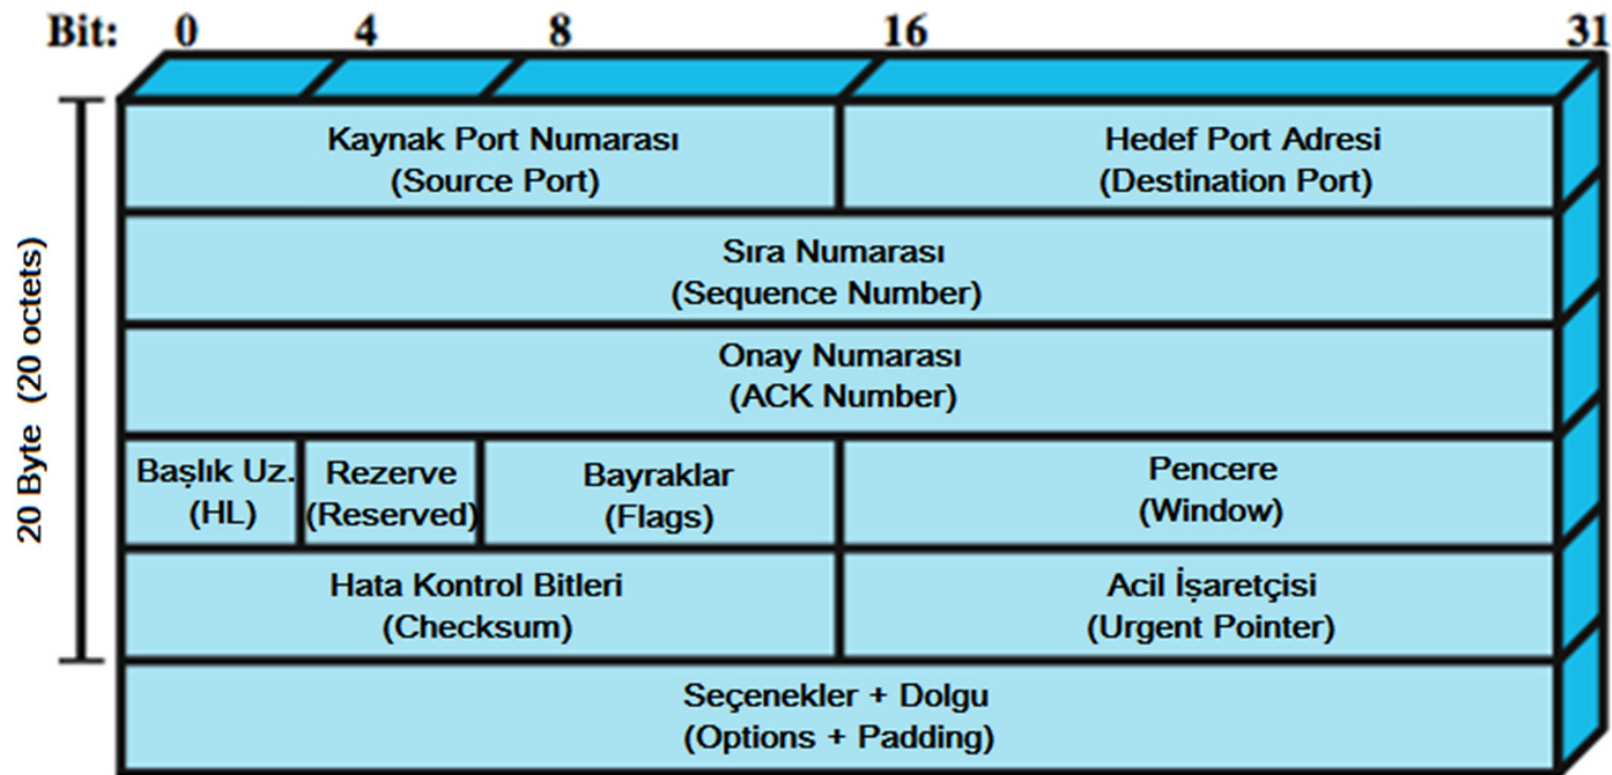 Bit: 0 4 8 16 31
20 Byte (20 octets)
Kaynak Port Numarası
(Source Port)
Hedef Port Adresi
(Destination Port)
Sıra Numarası
(Sequence Number)
Onay Numarası
(ACK Number)
Başlık Uz.
(HL)
Rezerve
(Reserved)
Bayraklar
(Flags)
Pencere
(Window)
Hata Kontrol Bitleri
(Checksum)
Acil İşaretçisi
(Urgent Pointer)
Seçenekler + Dolgu
(Options + Padding)